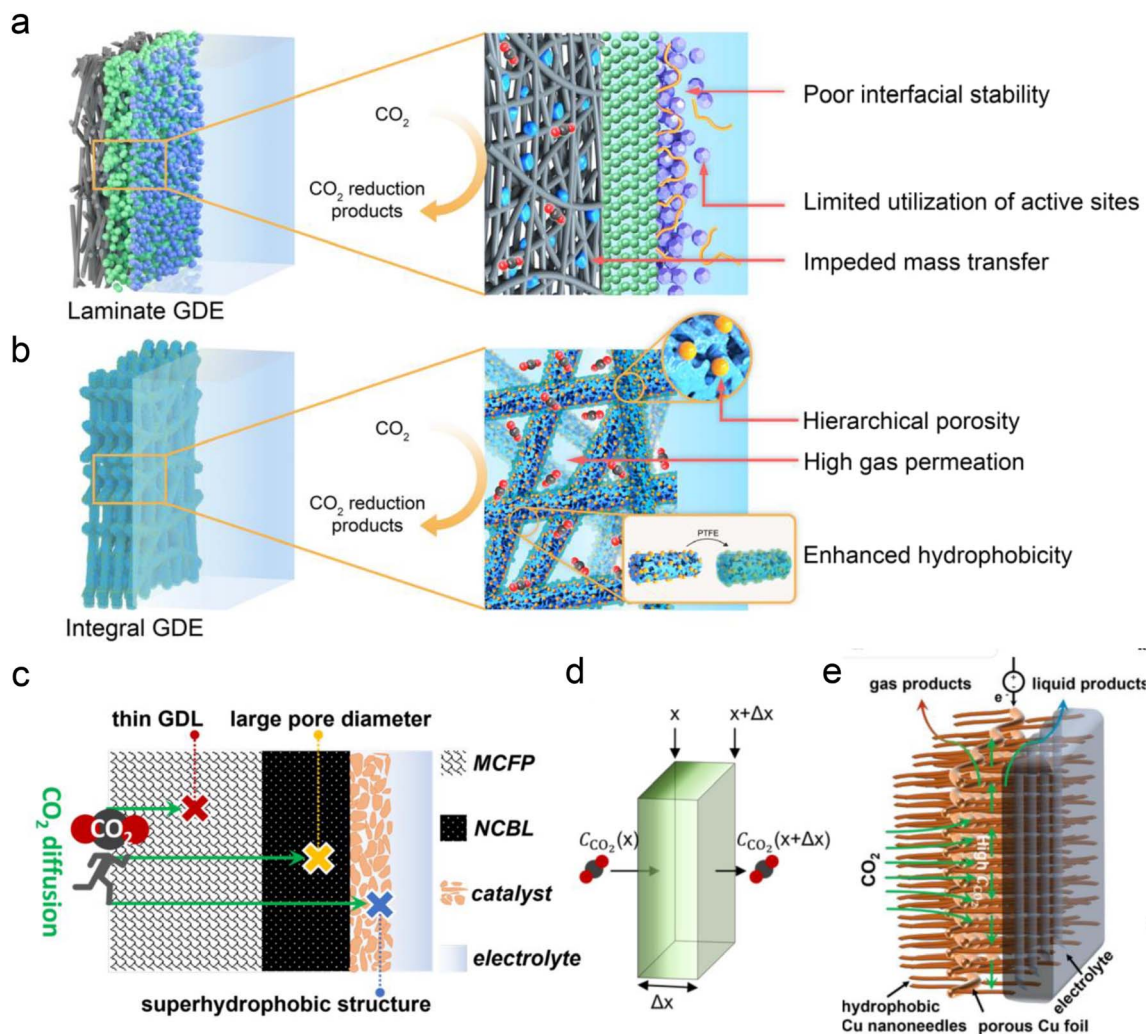 a
CO2
CO2 reduction
products
Poor interfacial stability
Limited utilization of active sites
Impeded mass transfer
Laminate GDE
b
CO2
CO2 reduction
products
Hierarchical porosity
High gas permeation
PTFE
Enhanced hydrophobicity
Integral GDE
c
thin GDL
large pore diameter
CO2 diffusion
CO2
MCFP
NCBL
catalyst
electrolyte
superhydrophobic structure
d
x
x+Δx
CCO2(x)
CCO2(x+Δx)
Δx
e
gas products
e-
liquid products
CO2
High CCO2
electrolyte
hydrophobic
Cu nanoneedles
porous Cu foil